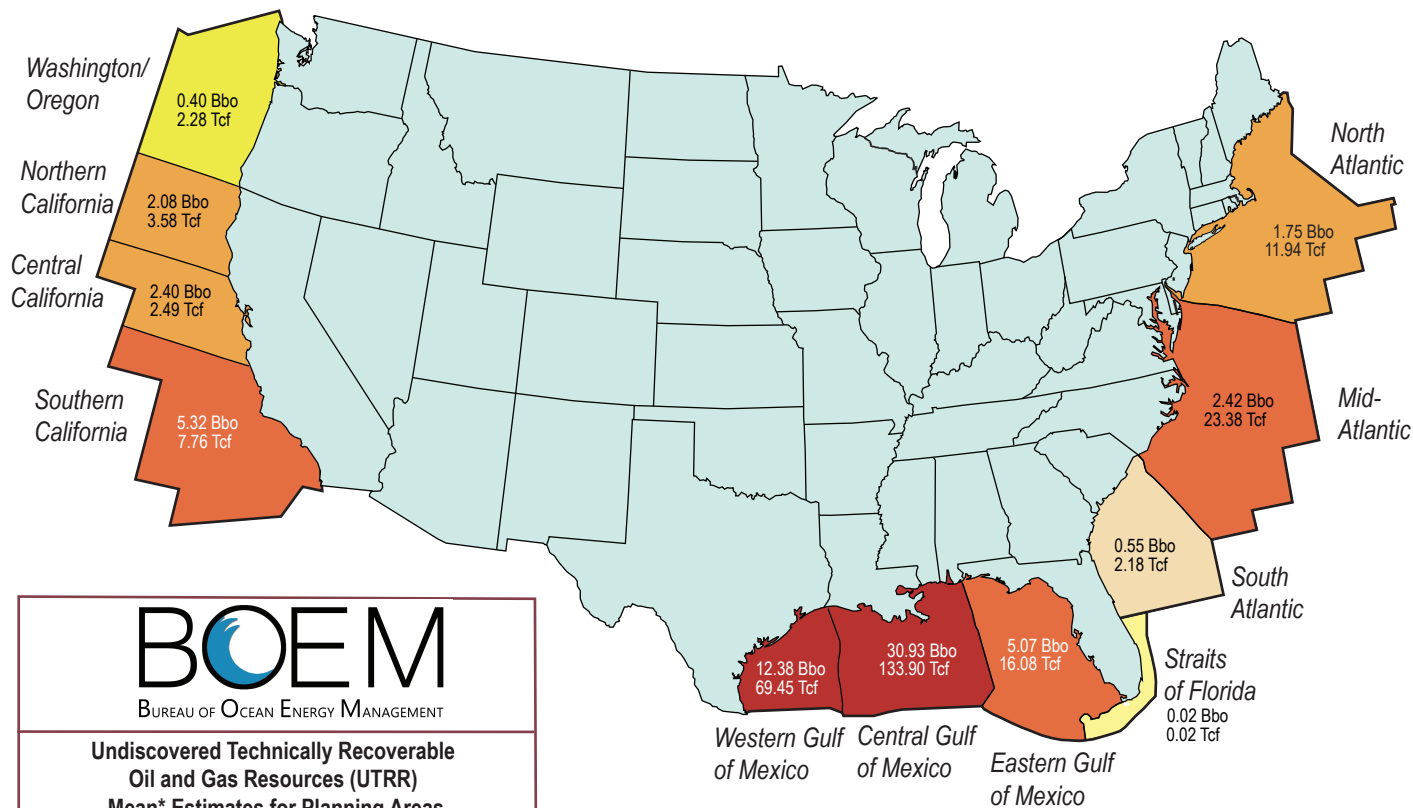 Washington/
Oregon
0.40 Bbo
2.28 Tcf
Northern
California
2.08 Bbo
3.58 Tcf
Central
California
2.40 Bbo
2.49 Tcf
Southern
California
5.32 Bbo
7.76 Tcf
North
Atlantic
1.75 Bbo
11.94 Tcf
Mid-
Atlantic
2.42 Bbo
23.38 Tcf
0.55 Bbo
2.18 Tcf
South
Atlantic
Straits
of Florida
0.02 Bbo
0.02 Tcf
12.38 Bbo
69.45 Tcf
30.93 Bbo
133.90 Tcf
5.07 Bbo
16.08 Tcf
Western Gulf
of Mexico
Central Gulf
of Mexico
Eastern Gulf
of Mexico
BOEM
BUREAU OF OCEAN ENERGY MANAGEMENT
Undiscovered Technically Recoverable
Oil and Gas Resources (UTRR)
Mean* Estimates for Planning Areas